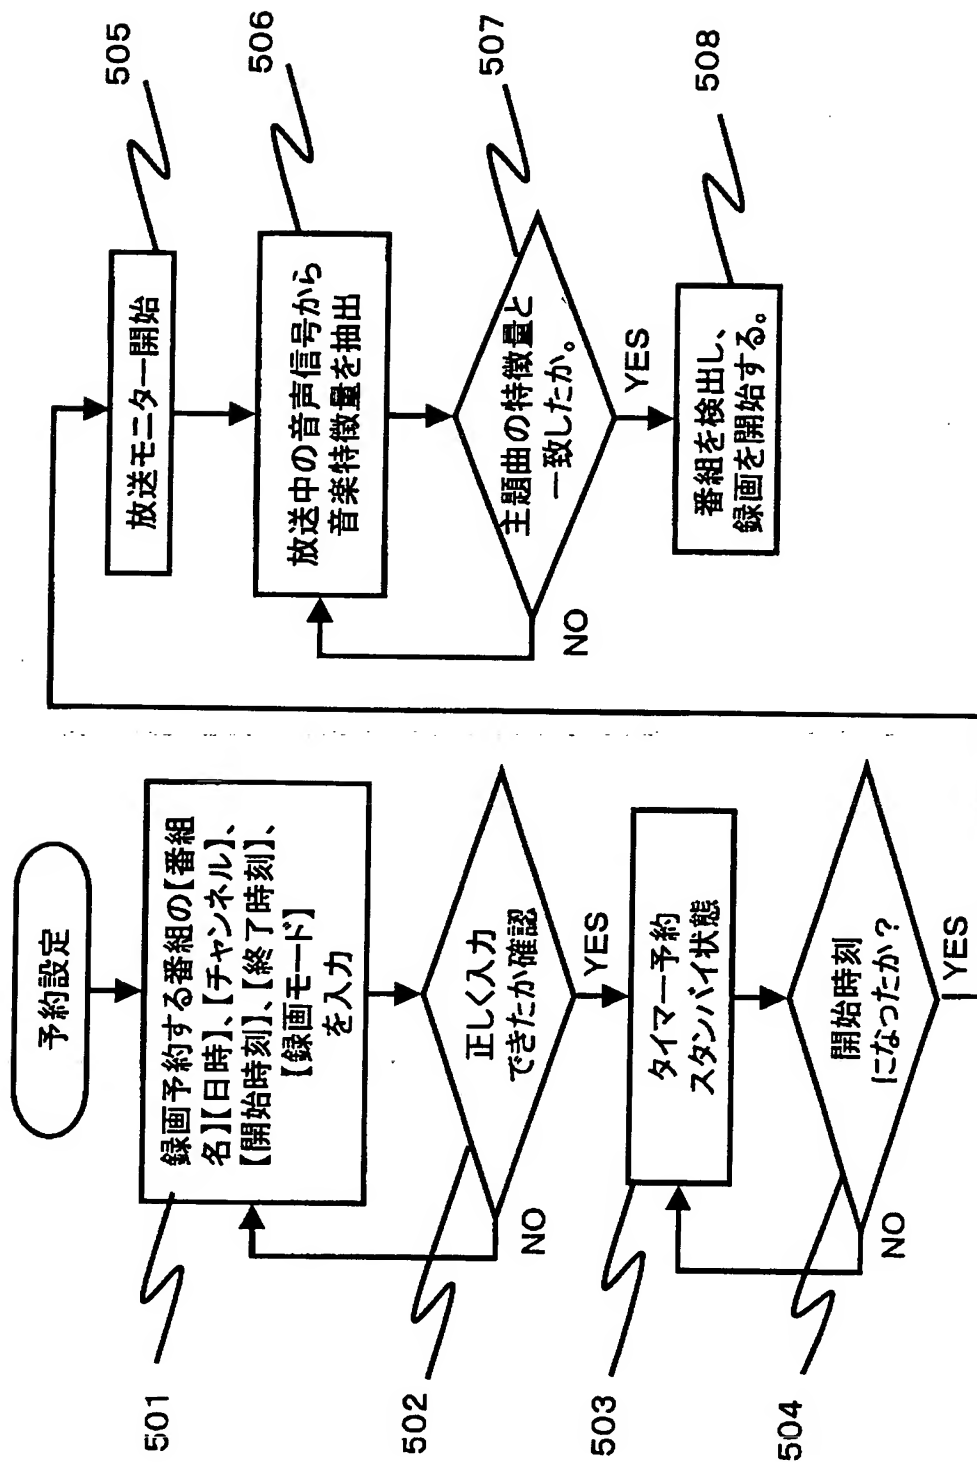 予約設定
501
録画予約する番組の【番組
名】【日時】、【チャンネル】、
【開始時刻】、【終了時刻】、
【録画モード】
を入力
502
正しく入力
できたか確認
NO
YES
503
タイマー予約
スタンバイ状態
504
開始時刻
になったか？
NO
YES
505
放送モニター開始
506
放送中の音声信号から
音楽特徴量を抽出
507
主題曲の特徴量と
一致したか。
NO
YES
508
番組を検出し、
録画を開始する。